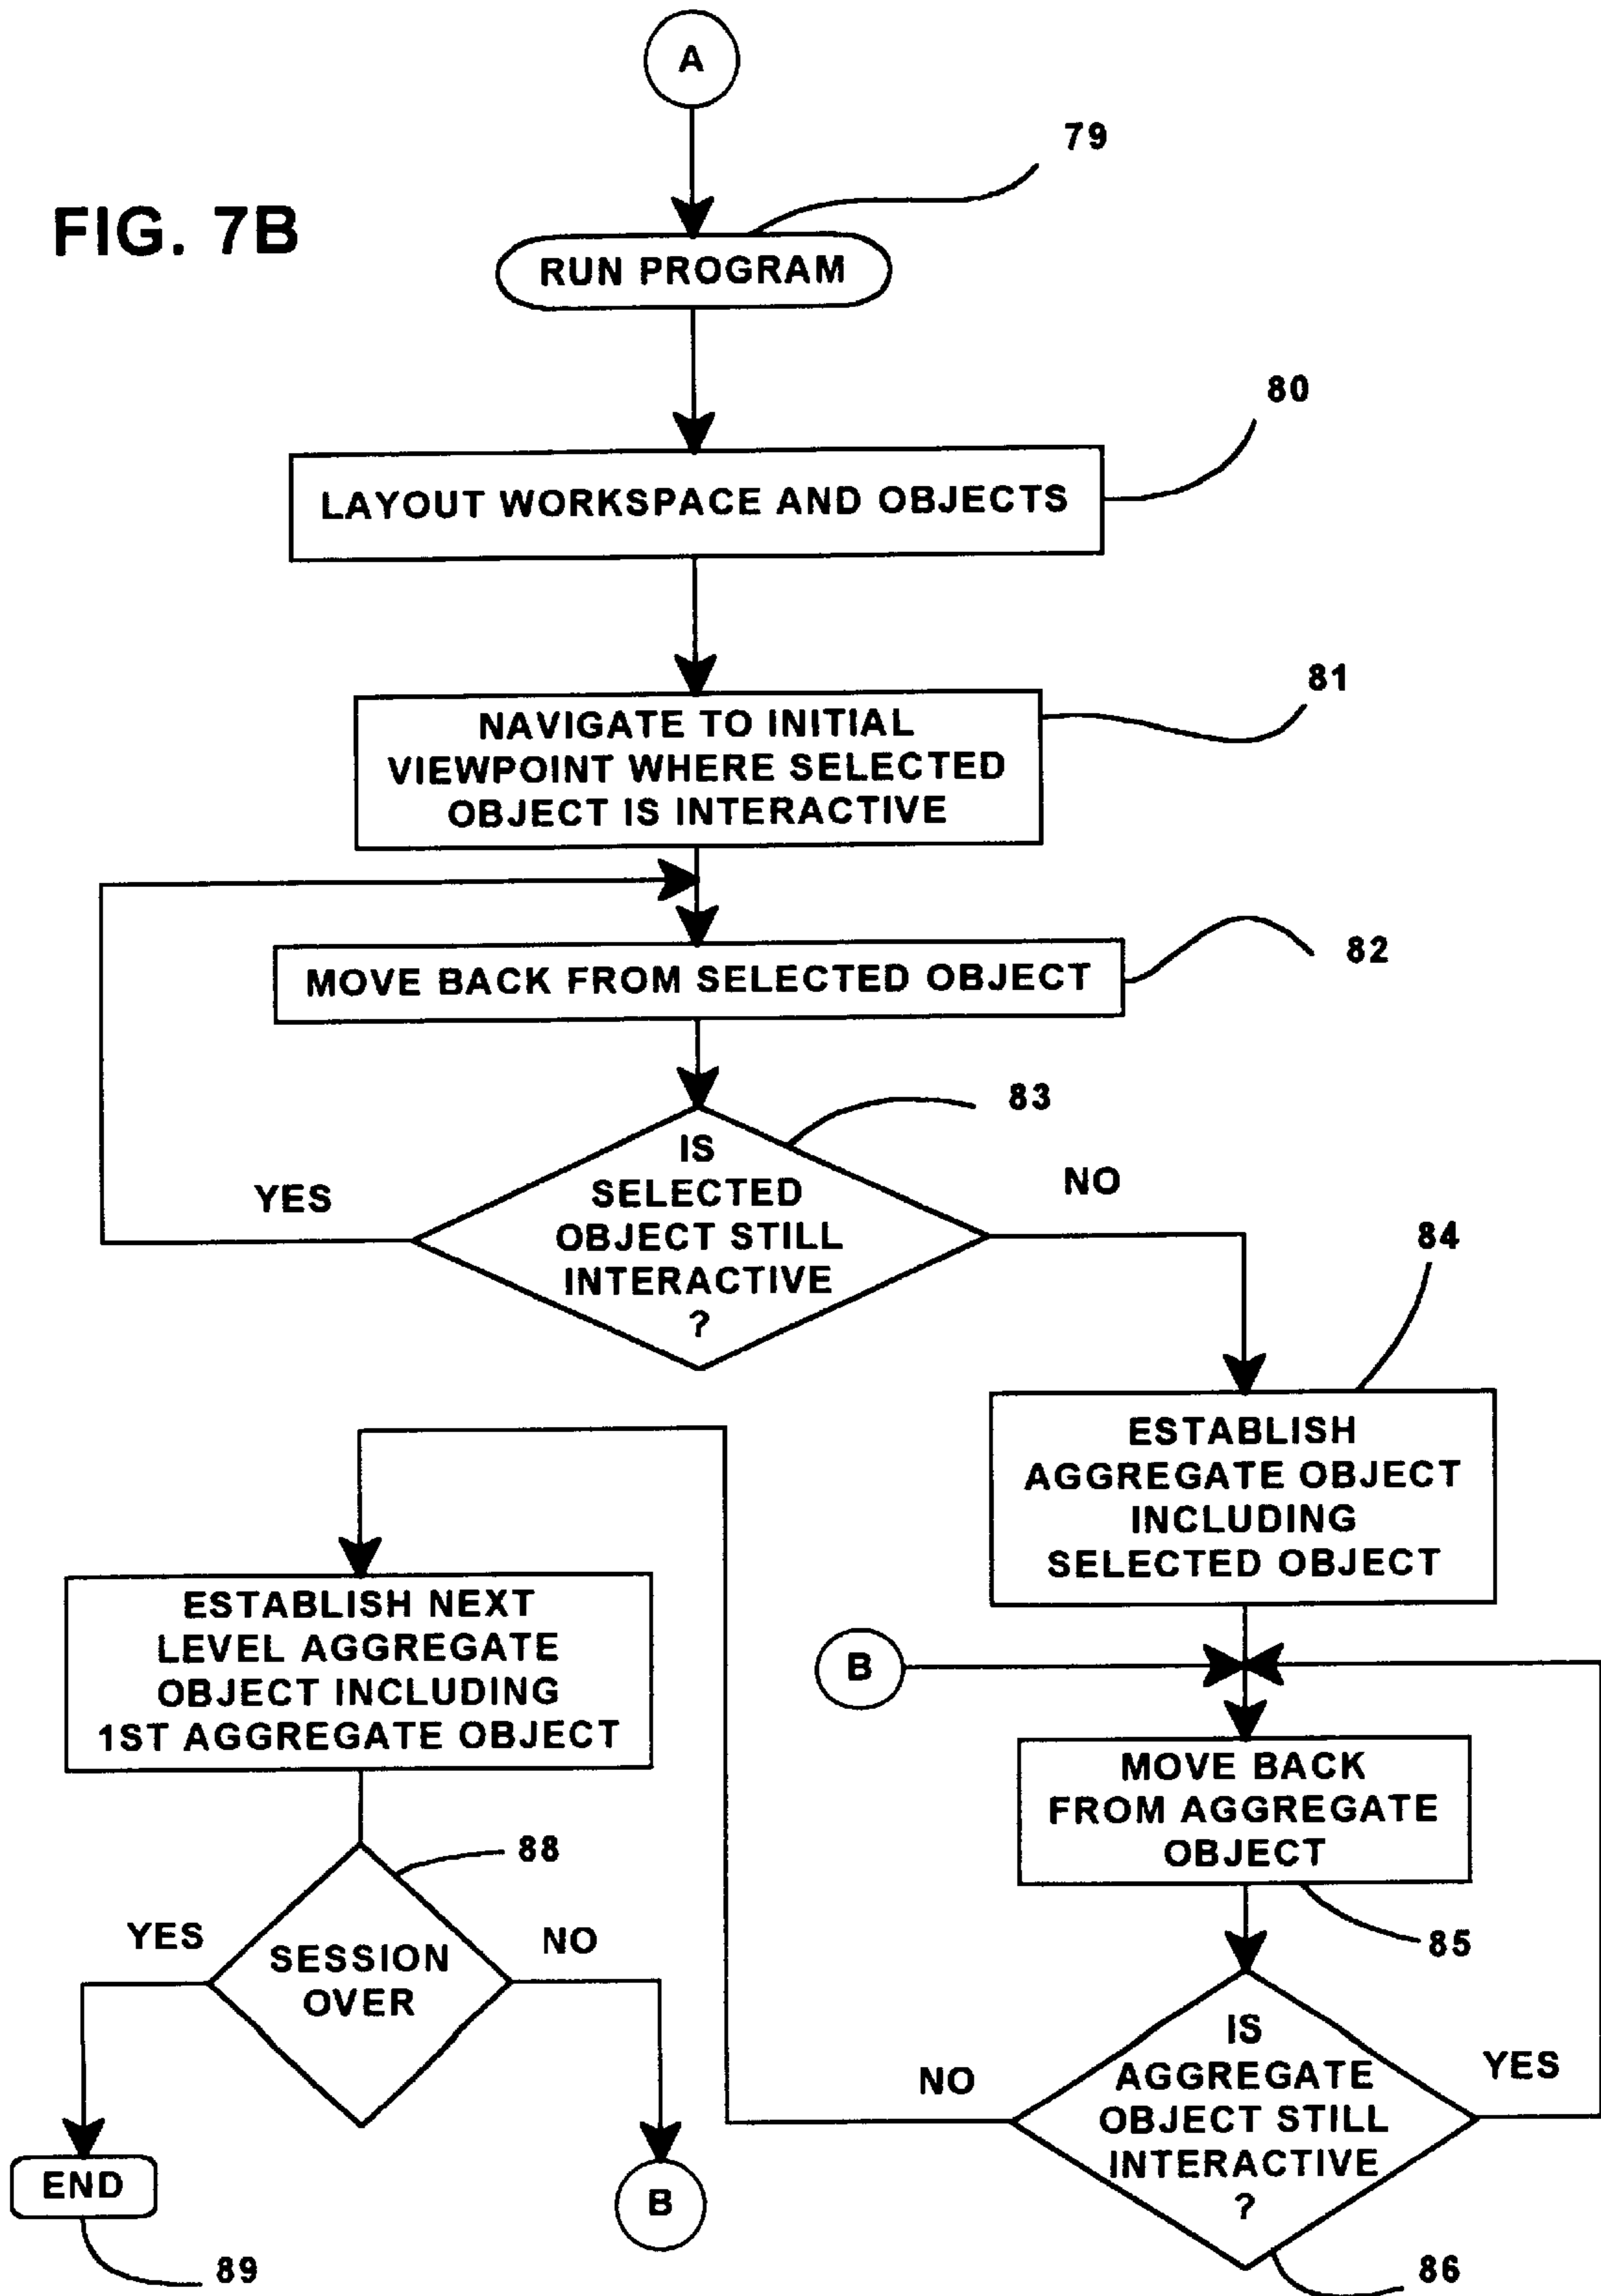 A
79
FIG. 7B
RUN PROGRAM
80
LAYOUT WORKSPACE AND OBJECTS
81
NAVIGATE TO INITIAL
VIEWPOINT WHERE SELECTED
OBJECT IS INTERACTIVE
82
MOVE BACK FROM SELECTED OBJECT
83
IS
SELECTED
OBJECT STILL
INTERACTIVE
?
YES
NO
84
ESTABLISH
AGGREGATE OBJECT
INCLUDING
SELECTED OBJECT
B
MOVE BACK
FROM AGGREGATE
OBJECT
85
IS
AGGREGATE
OBJECT STILL
INTERACTIVE
?
NO
YES
86
ESTABLISH NEXT
LEVEL AGGREGATE
OBJECT INCLUDING
1ST AGGREGATE OBJECT
88
SESSION
OVER
YES
NO
END
B
89